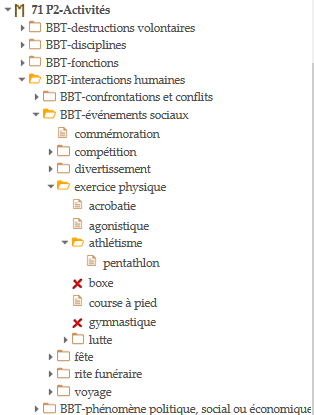 71 P2-Activités
BBT-destructions volontaires
BBT-disciplines
BBT-fonctions
BBT-interactions humaines
BBT-confrontations et conflits
BBT-événements sociaux
commémoration
compétition
divertissement
exercice physique
acrobatie
agonistique
athlétisme
pentathlon
boxe
course à pied
gymnastique
lutte
fête
rite funéraire
voyage
BBT-phénomène politique, social ou économique